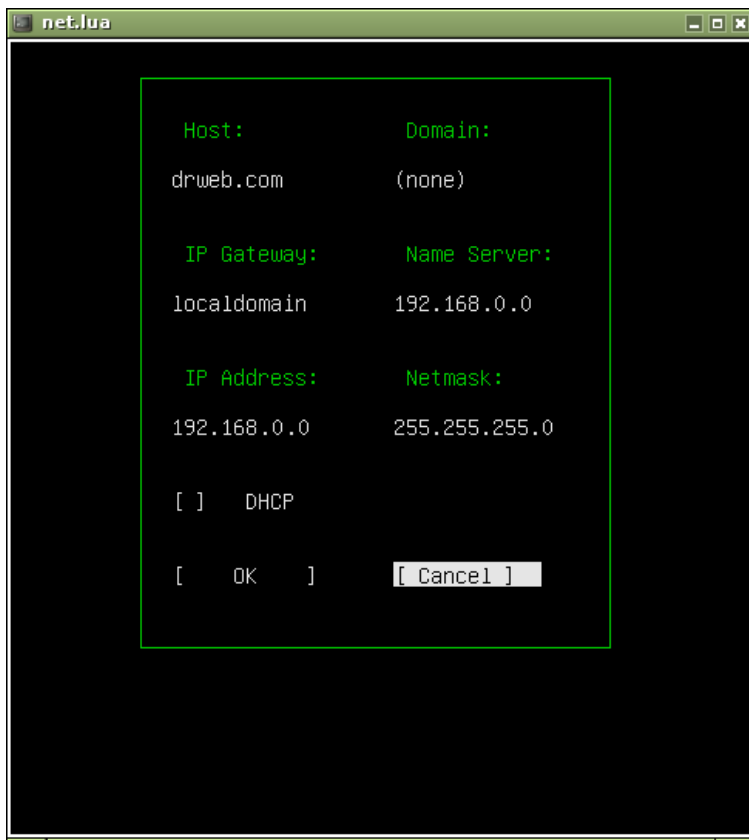 net.lua
Host: Domain:
drweb.com (none)
IP Gateway: Name Server:
localdomain 192.168.0.0
IP Address: Netmask:
192.168.0.0 255.255.255.0
[ ] DHCP
[ OK ] [ Cancel ]